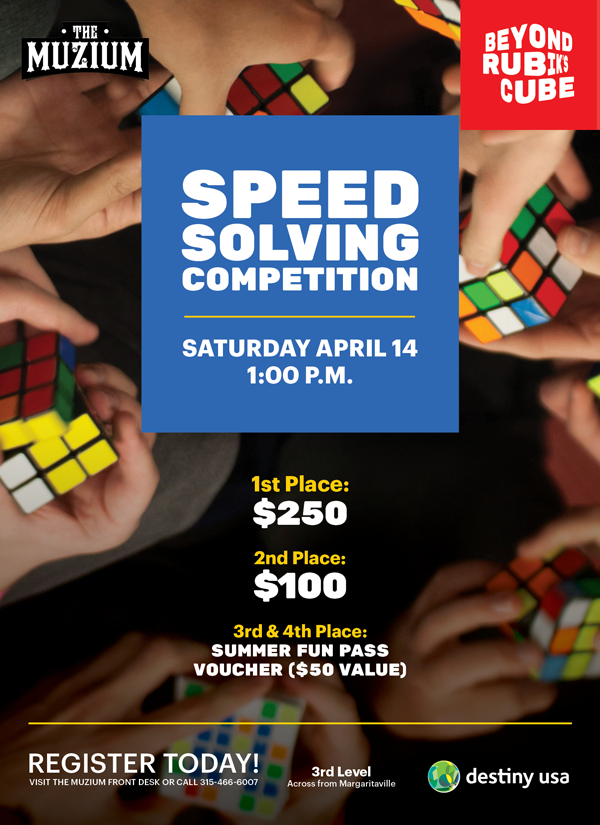 THE
MUZIUM
BEYOND
RUBIKS
CUBE
SPEED
SOLVING
COMPETITION
SATURDAY APRIL 14
1:00 P.M.
1st Place:
$250
2nd Place:
$100
3rd & 4th Place:
SUMMER FUN PASS
VOUCHER ($50 VALUE)
REGISTER TODAY!
VISIT THE MUZIUM FRONT DESK OR CALL 315-466-6007
3rd Level
Across from Margaritaville
destiny usa